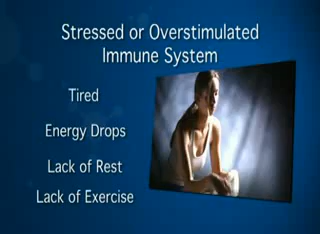 Stressed or Overstimulated
Immune System
Tired
Energy Drops
Lack of Rest
Lack of Exercise